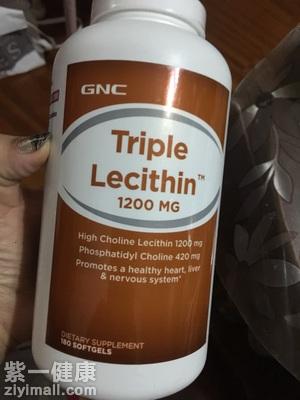 GNC
Triple
Lecithin™
1200 MG
High Choline Lecithin 1200 mg
Phosphatidyl Choline 420 mg
Promotes a healthy heart, liver
& nervous system*
DIETARY SUPPLEMENT
180 SOFTGELS
紫一健康
ziyimall.com